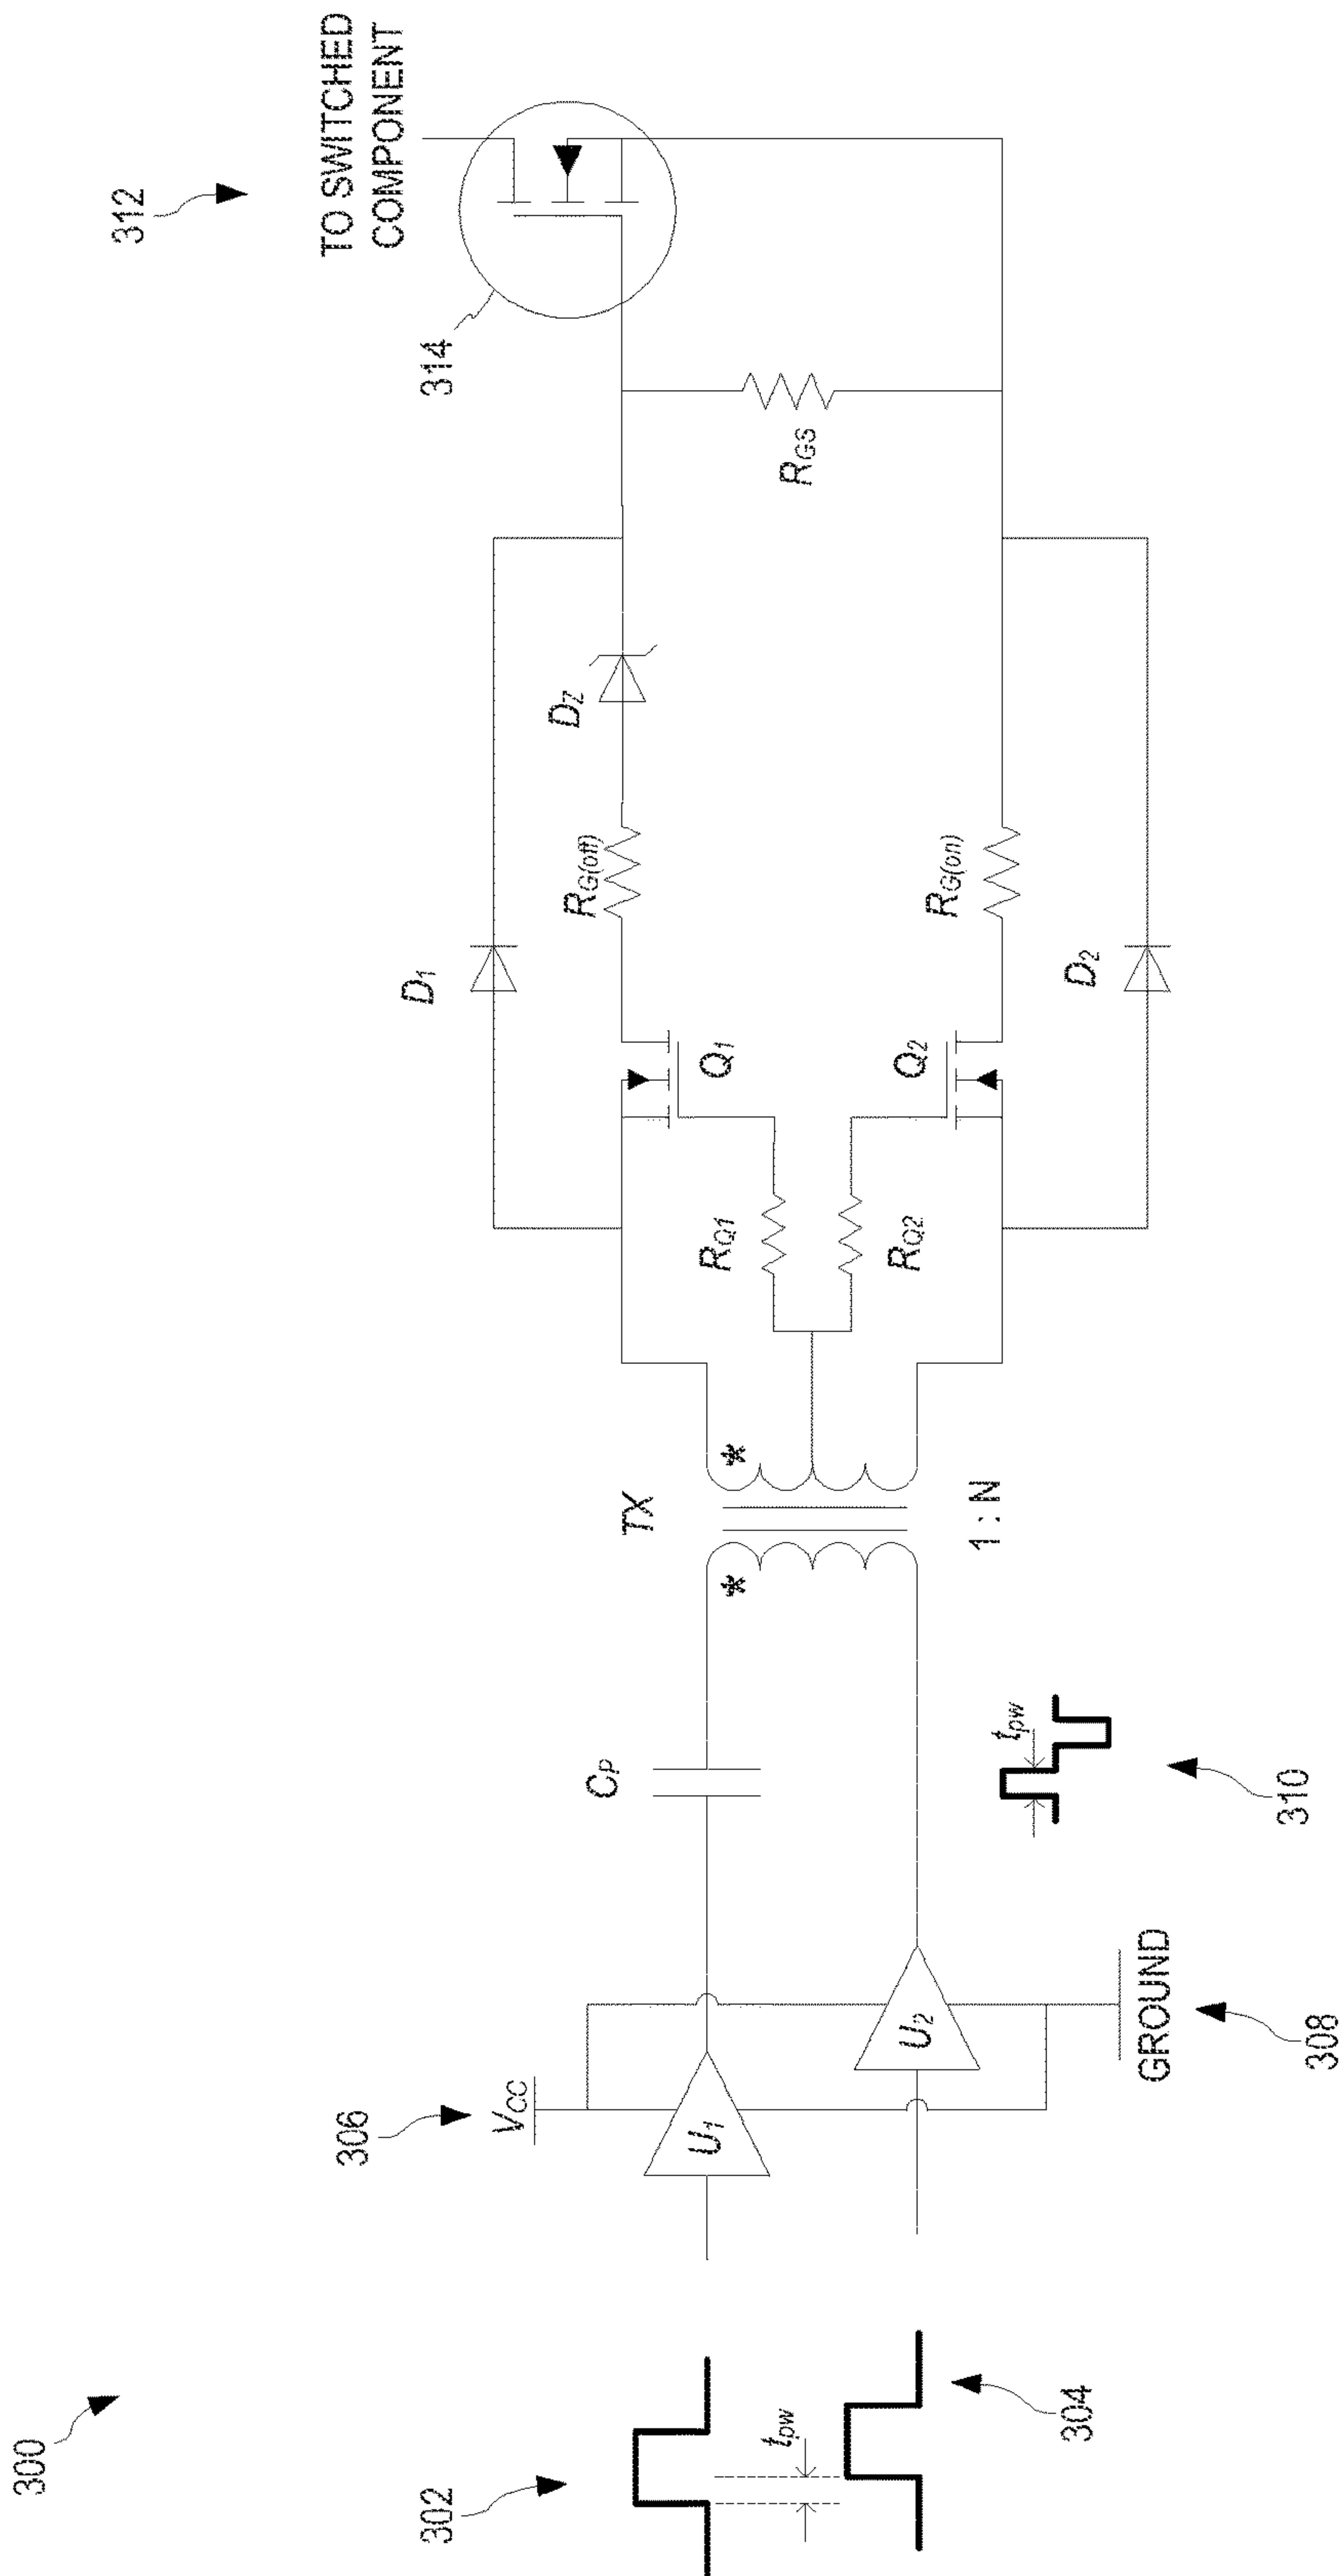 300
302
t_pw
304
306
V_CC
U_1
U_2
GROUND
308
C_P
t_pw
310
TX
*
*
1 : N
R_Q1
R_Q2
Q_1
Q_2
D_1
D_2
R_G(off)
R_G(on)
D_Z
R_GS
314
312
TO SWITCHED
COMPONENT